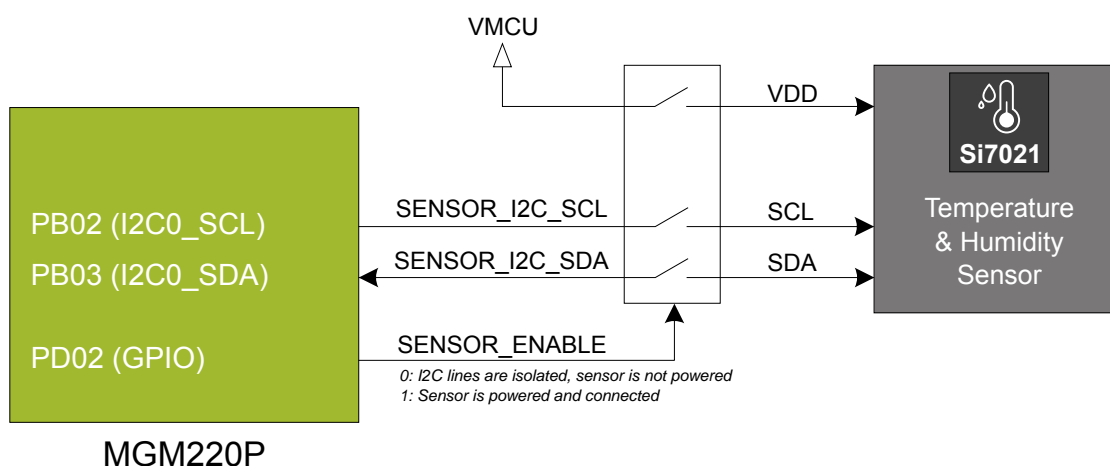 VMCU
VDD
Si7021
PB02 (I2C0_SCL)
SENSOR_I2C_SCL
SCL
Temperature
& Humidity
Sensor
PB03 (I2C0_SDA)
SENSOR_I2C_SDA
SDA
PD02 (GPIO)
SENSOR_ENABLE
0: I2C lines are isolated, sensor is not powered
1: Sensor is powered and connected
MGM220P